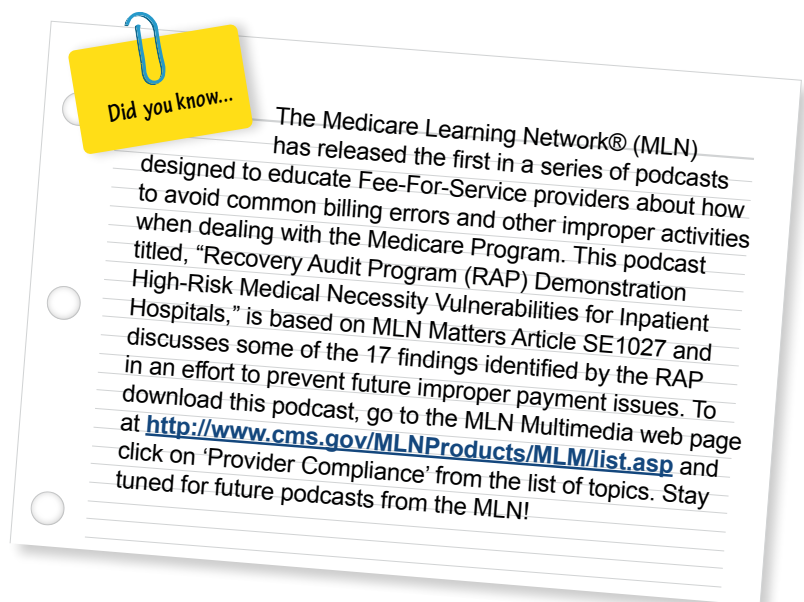 Did you know...
The Medicare Learning Network® (MLN)
has released the first in a series of podcasts
designed to educate Fee-For-Service providers about how
to avoid common billing errors and other improper activities
when dealing with the Medicare Program. This podcast
titled, “Recovery Audit Program (RAP) Demonstration
High-Risk Medical Necessity Vulnerabilities for Inpatient
Hospitals,” is based on MLN Matters Article SE1027 and
discusses some of the 17 findings identified by the RAP
in an effort to prevent future improper payment issues. To
download this podcast, go to the MLN Multimedia web page
at http://www.cms.gov/MLNProducts/MLM/list.asp and
click on ‘Provider Compliance’ from the list of topics. Stay
tuned for future podcasts from the MLN!